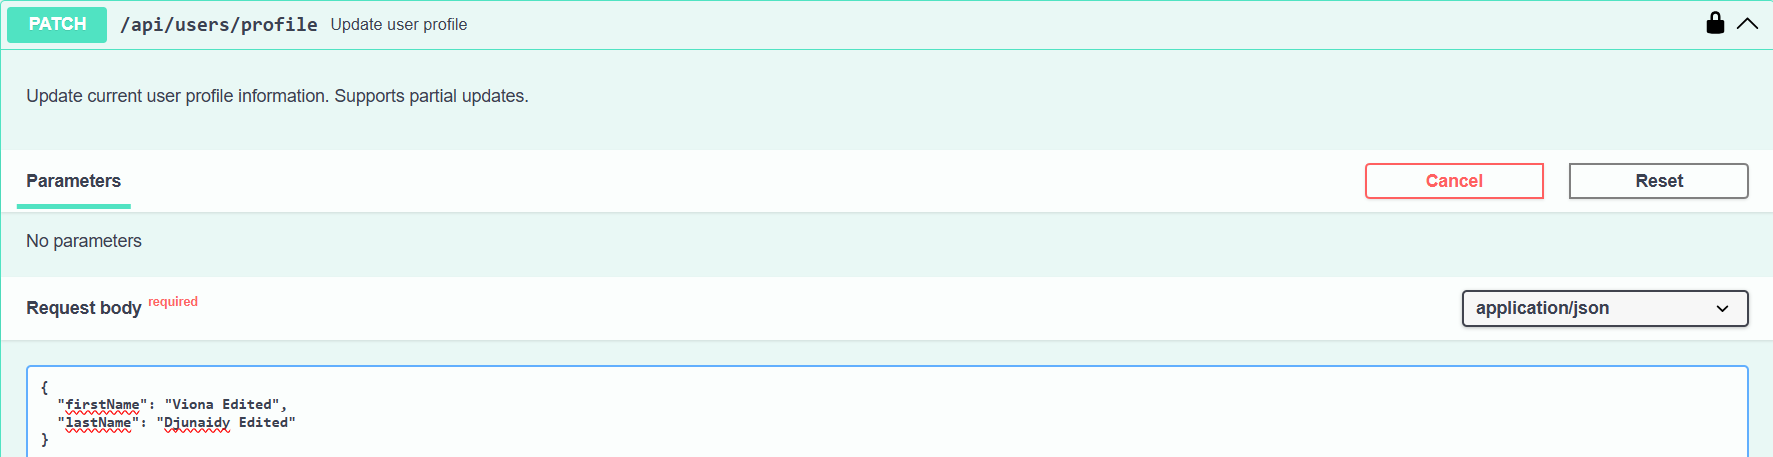 PATCH /api/users/profile Update user profile
Update current user profile information. Supports partial updates.
Parameters Cancel Reset
No parameters
Request body required application/json
{
  "firstName": "Viona Edited",
  "lastName": "Djunaidy Edited"
}